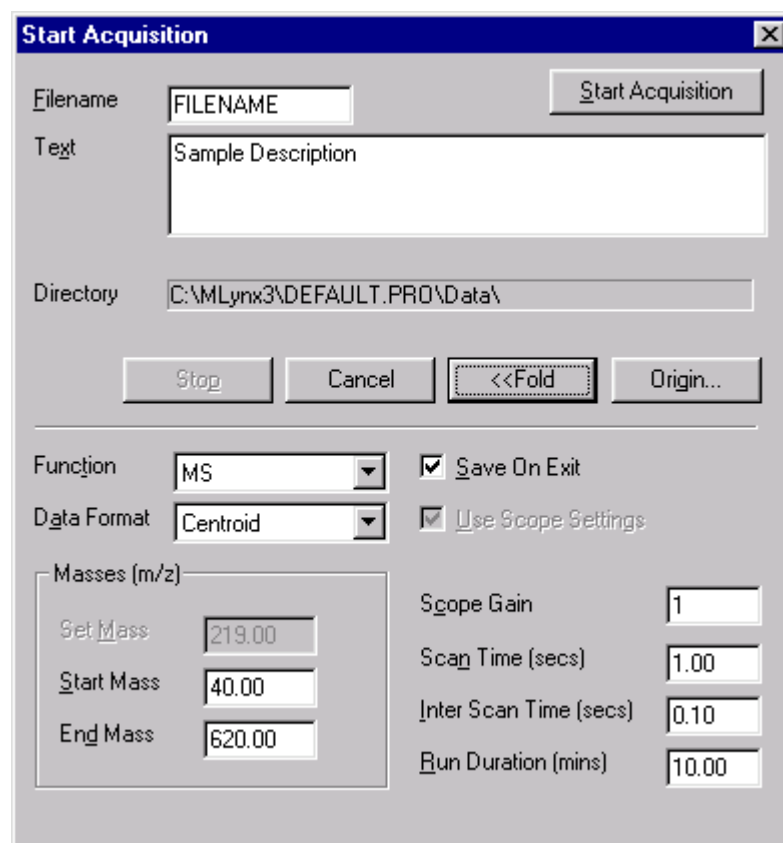 Start Acquisition
Filename FILENAME Start Acquisition
Text Sample Description
Directory C:\MLynx3\DEFAULT.PRO\Data\
Stop Cancel <<Fold Origin...
Function MS Save On Exit
Data Format Centroid Use Scope Settings
Masses (m/z)
Set Mass 219.00
Start Mass 40.00
End Mass 620.00
Scope Gain 1
Scan Time (secs) 1.00
Inter Scan Time (secs) 0.10
Run Duration (mins) 10.00